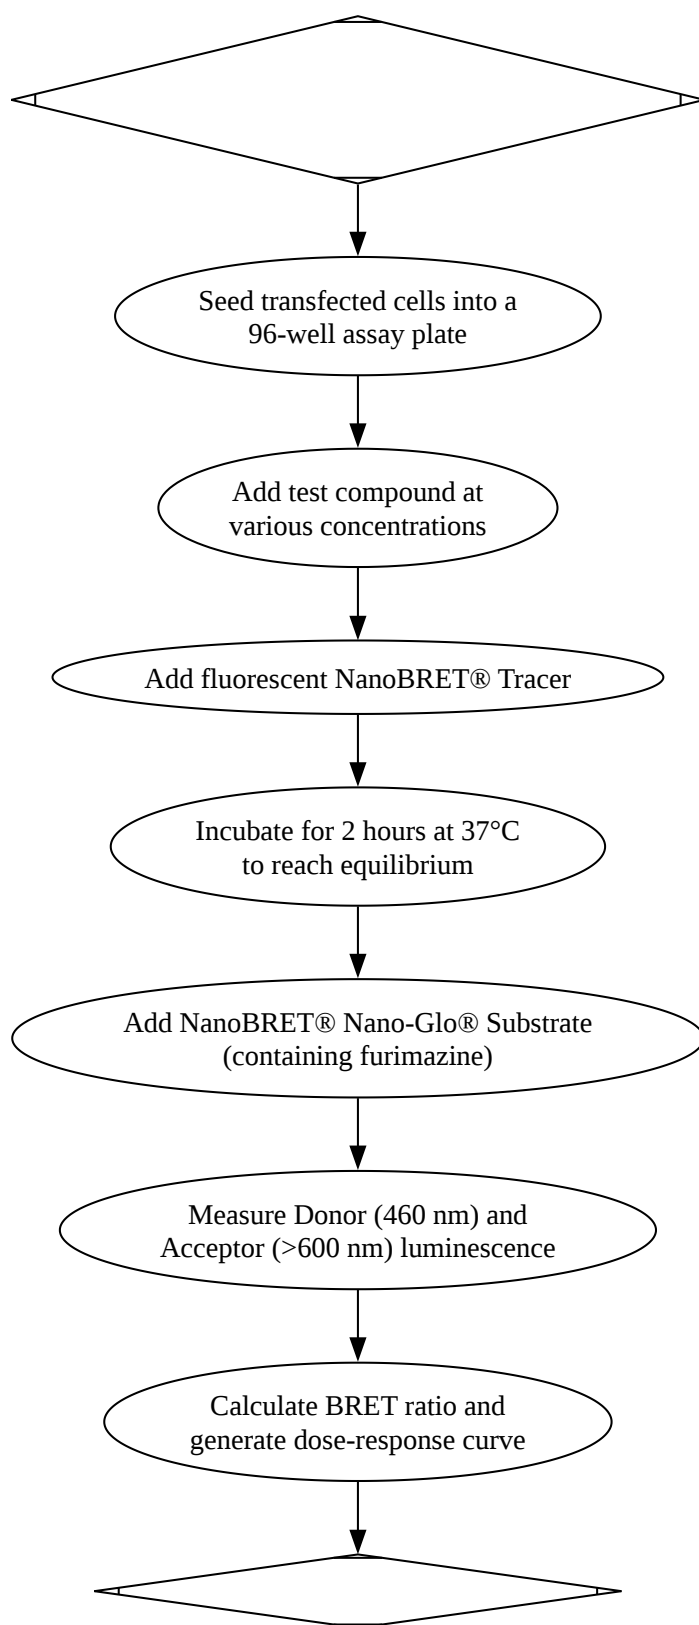 Seed transfected cells into a
96-well assay plate
Add test compound at
various concentrations
Add fluorescent NanoBRET® Tracer
Incubate for 2 hours at 37°C
to reach equilibrium
Add NanoBRET® Nano-Glo® Substrate
(containing furimazine)
Measure Donor (460 nm) and
Acceptor (>600 nm) luminescence
Calculate BRET ratio and
generate dose-response curve